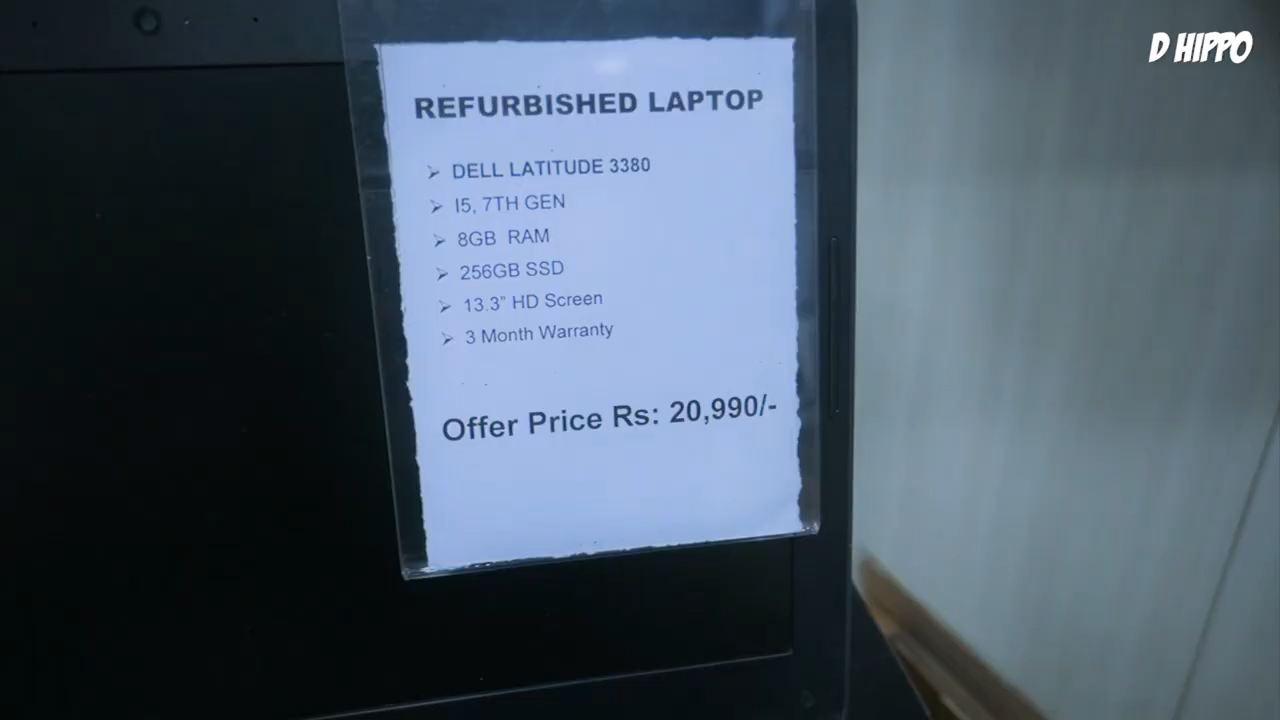 D HIPPO
REFURBISHED LAPTOP
➢ DELL LATITUDE 3380
➢ I5, 7TH GEN
➢ 8GB RAM
➢ 256GB SSD
➢ 13.3” HD Screen
➢ 3 Month Warranty
Offer Price Rs: 20,990/-